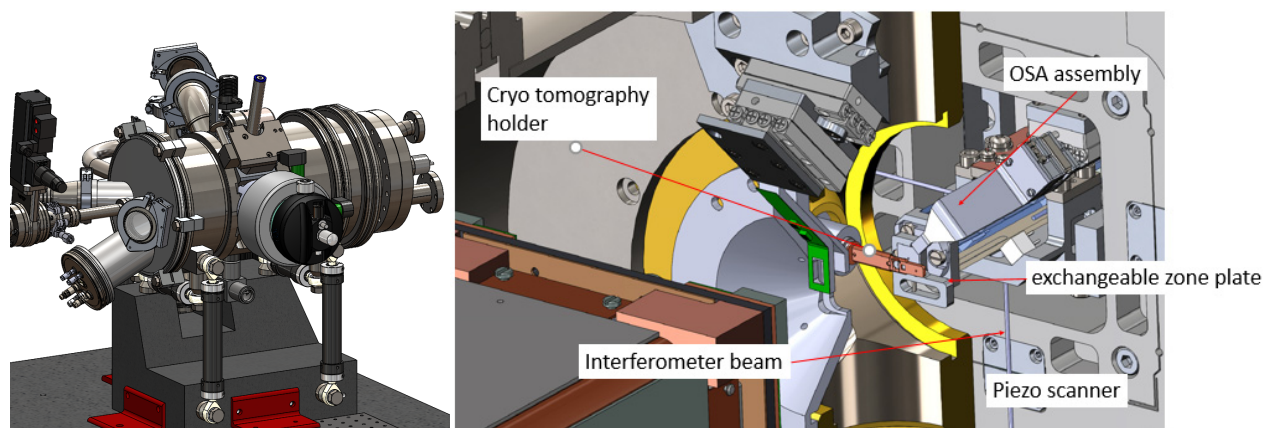 OSA assembly
Cryo tomography
holder
exchangeable zone plate
Interferometer beam
Piezo scanner